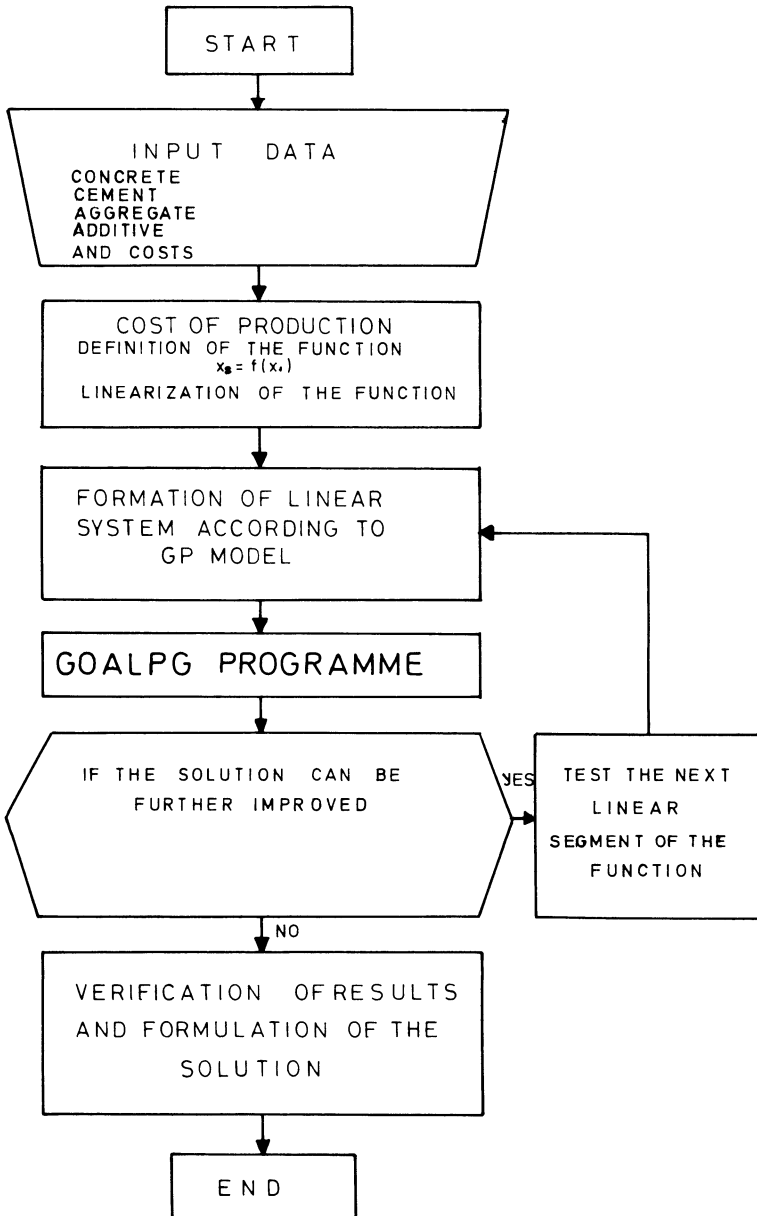 START
INPUT DATA
CONCRETE
CEMENT
AGGREGATE
ADDITIVE
AND COSTS
COST OF PRODUCTION
DEFINITION OF THE FUNCTION
= f(
LINEARIZATION OF THE FUNCTION
FORMATION OF LINEAR
SYSTEM ACCORDING TO
GP MODEL
GOALPG PROGRAMME
IF THE SOLUTION CAN BE
FURTHER IMPROVED
YES
TEST THE NEXT
LINEAR
SEGMENT OF THE
FUNCTION
NO
VERIFICATION OF RESULTS
AND FORMULATION OF THE
SOLUTION
END